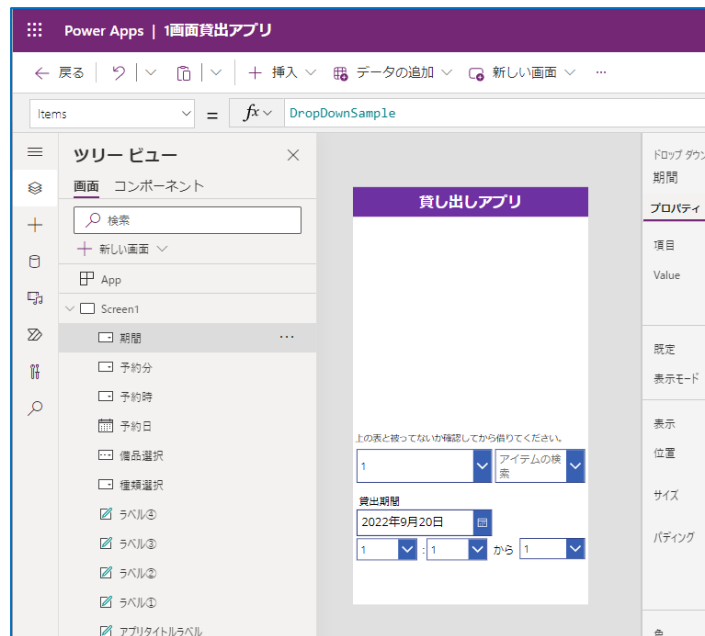 Power Apps | 1画面貸出アプリ
戻る 挿入 データの追加 新しい画面 ...
Items = fx DropDownSample
ツリー ビュー
画面 コンポーネント
検索
新しい画面
App
Screen1
期間 ...
予約分
予約時
予約日
備品選択
種類選択
ラベル④
ラベル③
ラベル②
ラベル①
アプリタイトルラベル
貸し出しアプリ
上の表と被ってないか確認してから借りてください。
1 アイテムの検
索
貸出期間
2022年9月20日
1 : 1 から 1
ドロップ ダウン
期間
プロパティ
項目
Value
既定
表示モード
表示
位置
サイズ
パディング
色